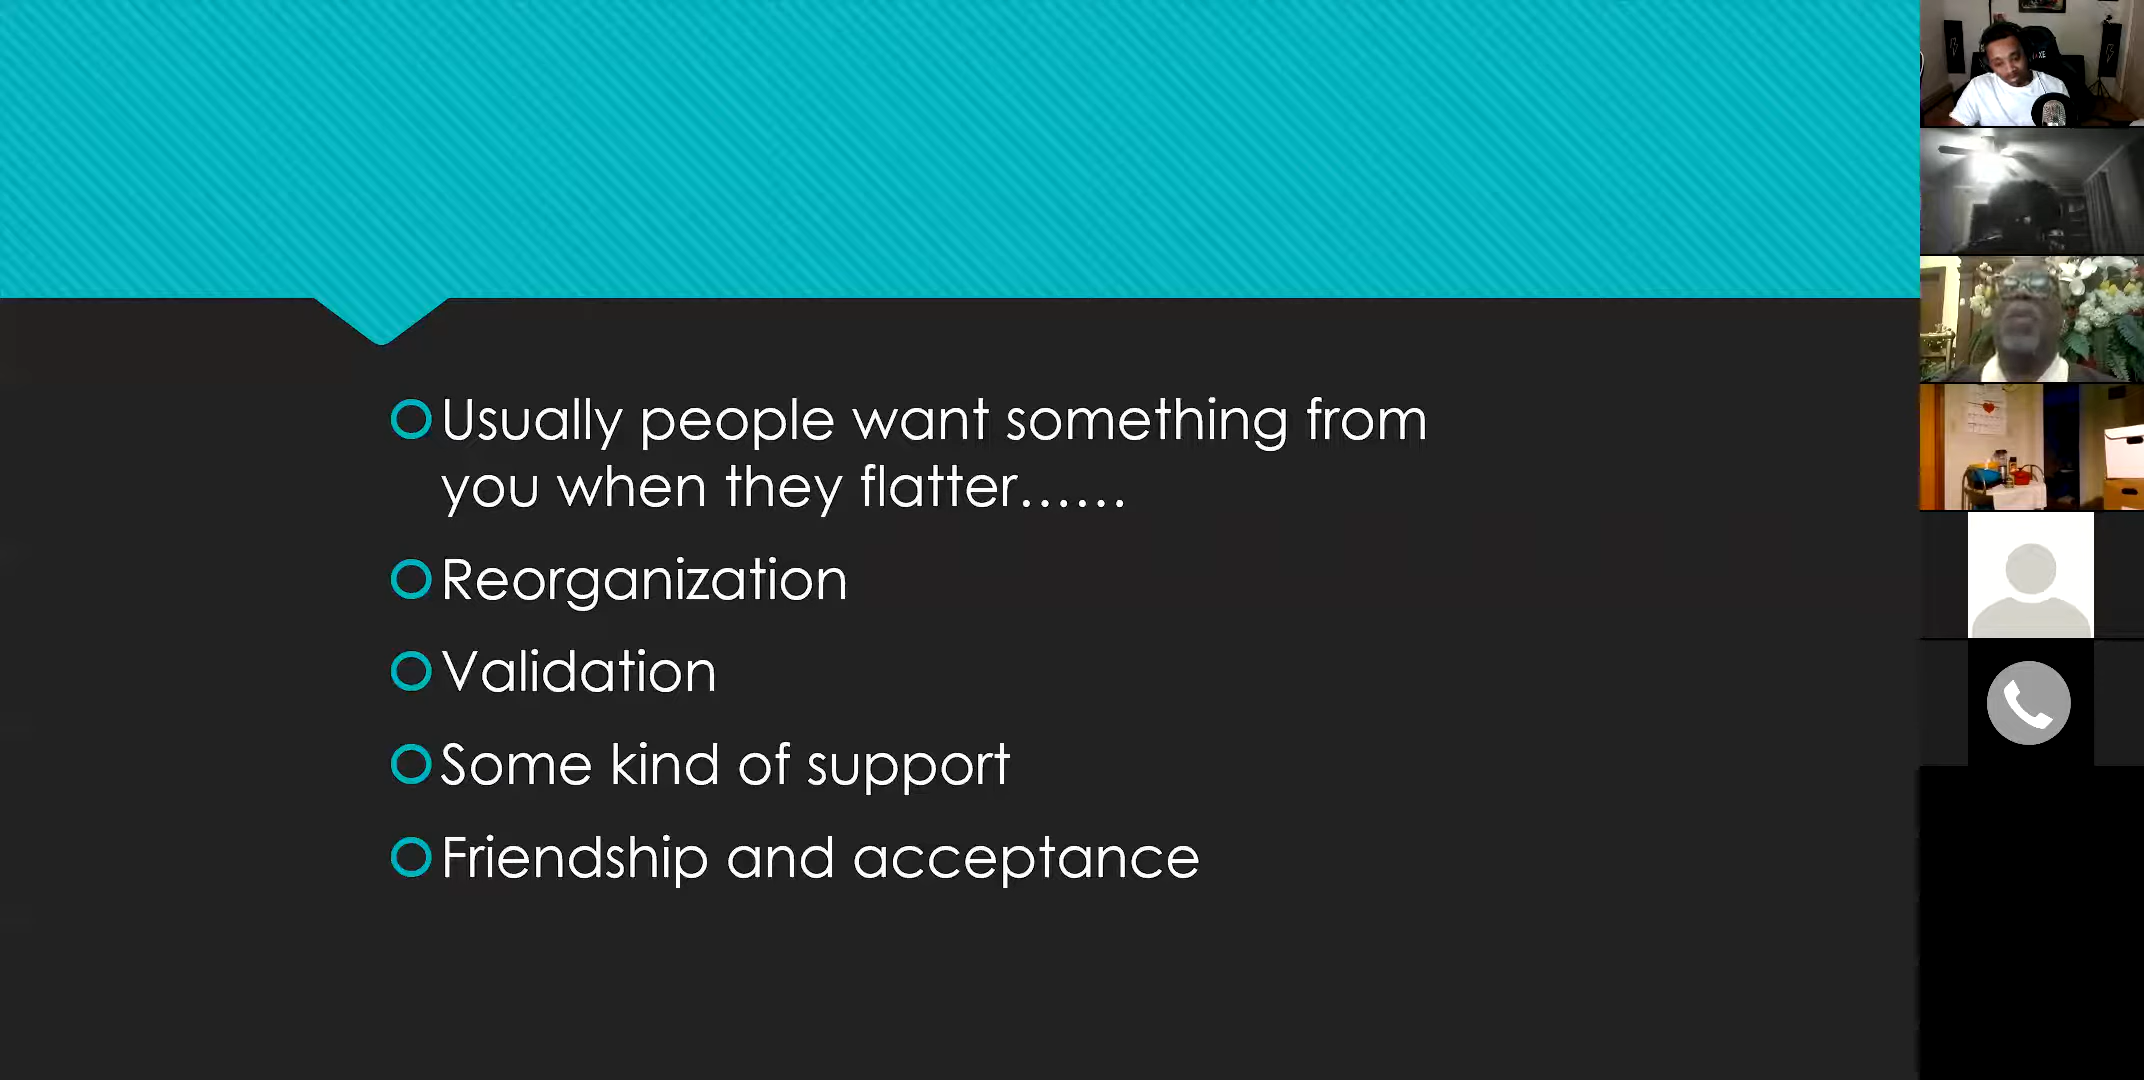 Usually people want something from
you when they flatter......
Reorganization
Validation
Some kind of support
Friendship and acceptance